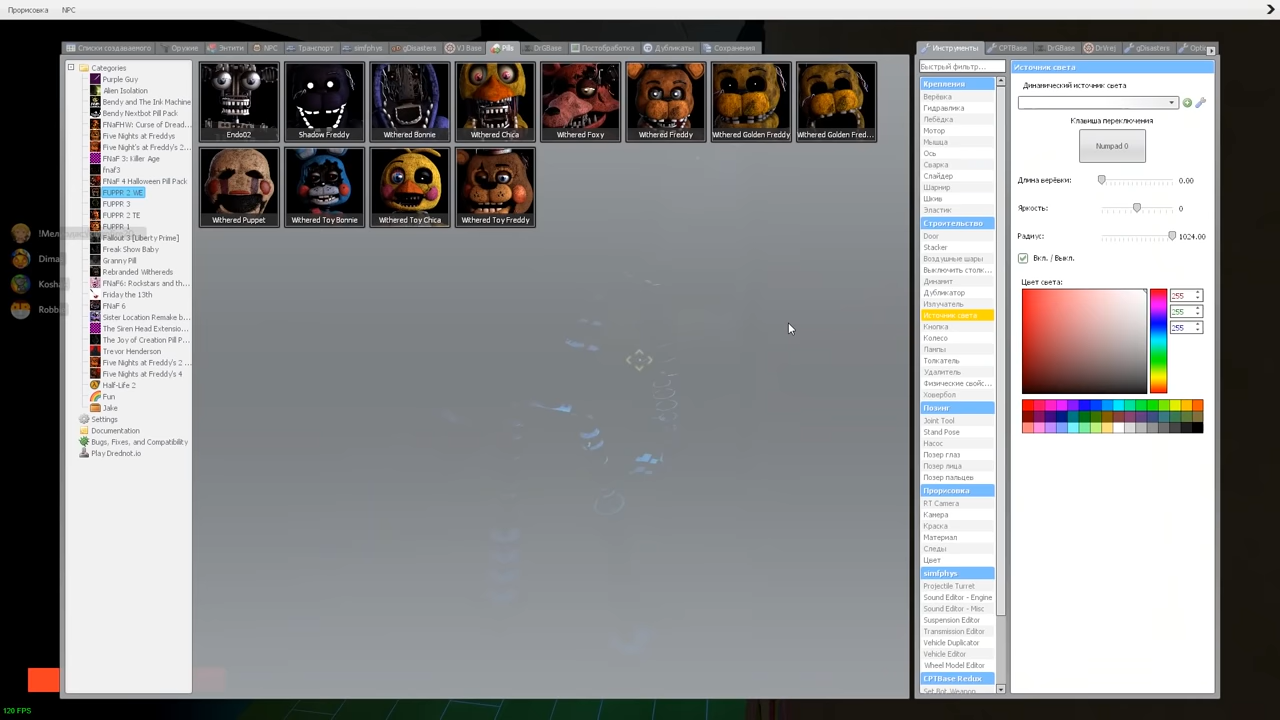 Прорисовка NPC
Списки создаваемого Оружие Энтити NPC Транспорт simfphys gDisasters VJ Base Pills DrGBase Постобработка Дубликаты Сохранения
Categories
Purple Guy
Alien Isolation
Bendy and The Ink Machine
Bendy Nextbot Pill Pack
FNaFHW: Curse of Dread...
Five Nights at Freddys
Five Night's at Freddy's 2...
FNaF 3: Killer Age
fnaf3
FNaF 4 Halloween Pill Pack
FUPPR 2 WE
FUPPR 3
FUPPR 2 TE
FUPPR 1
Fallout 3 [Liberty Prime]
Freak Show Baby
Granny Pill
Rebranded Withereds
FNaF6: Rockstars and th...
Friday the 13th
FNaF 6
Sister Location Remake b...
The Siren Head Extensio...
The Joy of Creation Pill P...
Trevor Henderson
Five Nights at Freddy's 2 ...
Five Nights at Freddy's 4
Half-Life 2
Fun
Jake
Settings
Documentation
Bugs, Fixes, and Compatibility
Play Drednot.io
Dima
Kosha
Robb
Endo02 Shadow Freddy Withered Bonnie Withered Chica Withered Foxy Withered Freddy Withered Golden Freddy Withered Golden Fred...
Withered Puppet Withered Toy Bonnie Withered Toy Chica Withered Toy Freddy
Инструменты CPTBase DrGBase DrVrej gDisasters Opti
Быстрый фильтр...
Крепления
Верёвка
Гидравлика
Лебёдка
Мотор
Мышца
Ось
Сварка
Слайдер
Шарнир
Шкив
Эластик
Строительство
Door
Stacker
Воздушные шары
Выключить столк...
Динамит
Дубликатор
Излучатель
Источник света
Кнопка
Колесо
Лампы
Толкатель
Удалитель
Физические свойс...
Ховербол
Позинг
Joint Tool
Stand Pose
Насос
Позер глаз
Позер лица
Позер пальцев
Прорисовка
RT Camera
Камера
Краска
Материал
Следы
Цвет
simfphys
Projectile Turret
Sound Editor - Engine
Sound Editor - Misc
Suspension Editor
Transmission Editor
Vehicle Duplicator
Vehicle Editor
Wheel Model Editor
CPTBase Redux
Set Bot Weapon
Источник света
Динамический источник света
Клавиша переключения
Numpad 0
Длина верёвки: 0.00
Яркость: 0
Радиус: 1024.00
Вкл. / Выкл.
Цвет света:
255
255
255
120 FPS